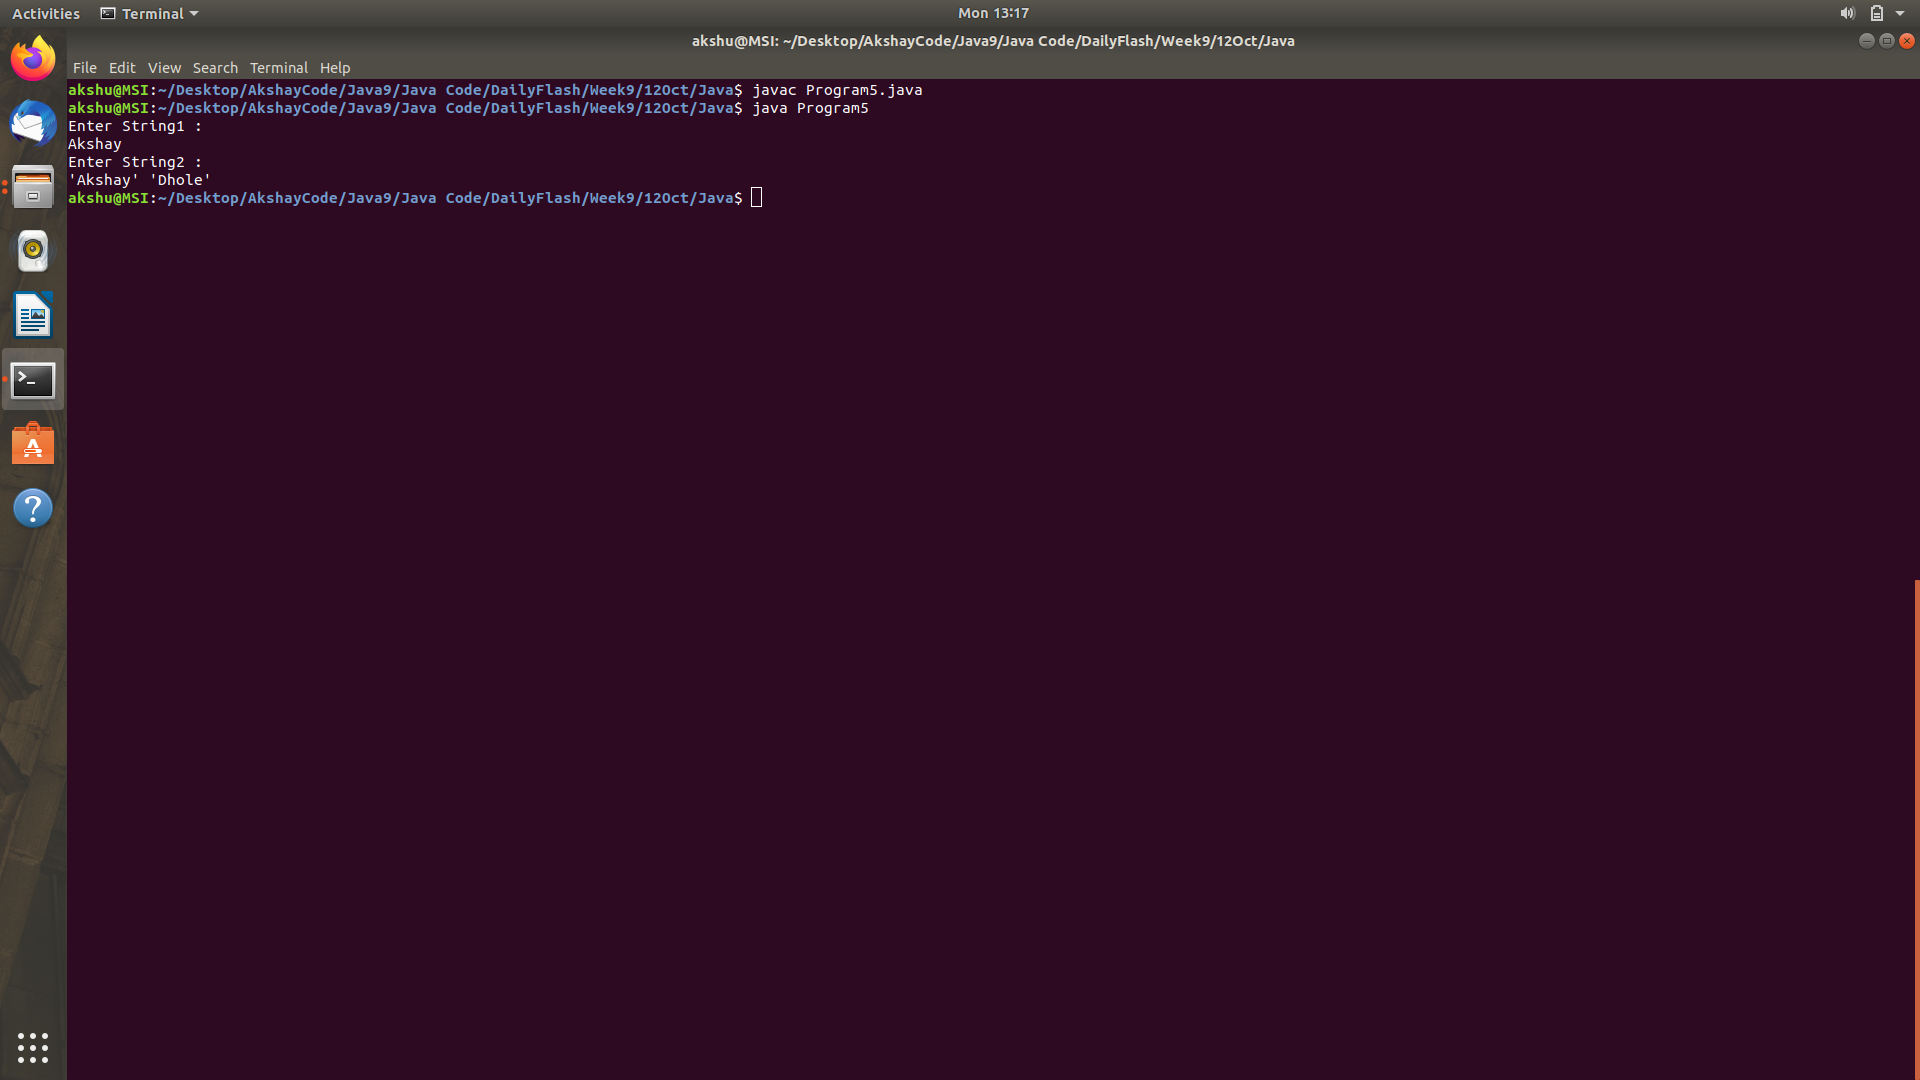 Activities Terminal Mon 13:17
akshu@MSI: ~/Desktop/AkshayCode/Java9/Java Code/DailyFlash/Week9/12Oct/Java
File Edit View Search Terminal Help
akshu@MSI:~/Desktop/AkshayCode/Java9/Java Code/DailyFlash/Week9/12Oct/Java$ javac Program5.java
akshu@MSI:~/Desktop/AkshayCode/Java9/Java Code/DailyFlash/Week9/12Oct/Java$ java Program5
Enter String1 :
Akshay
Enter String2 :
'Akshay' 'Dhole'
akshu@MSI:~/Desktop/AkshayCode/Java9/Java Code/DailyFlash/Week9/12Oct/Java$